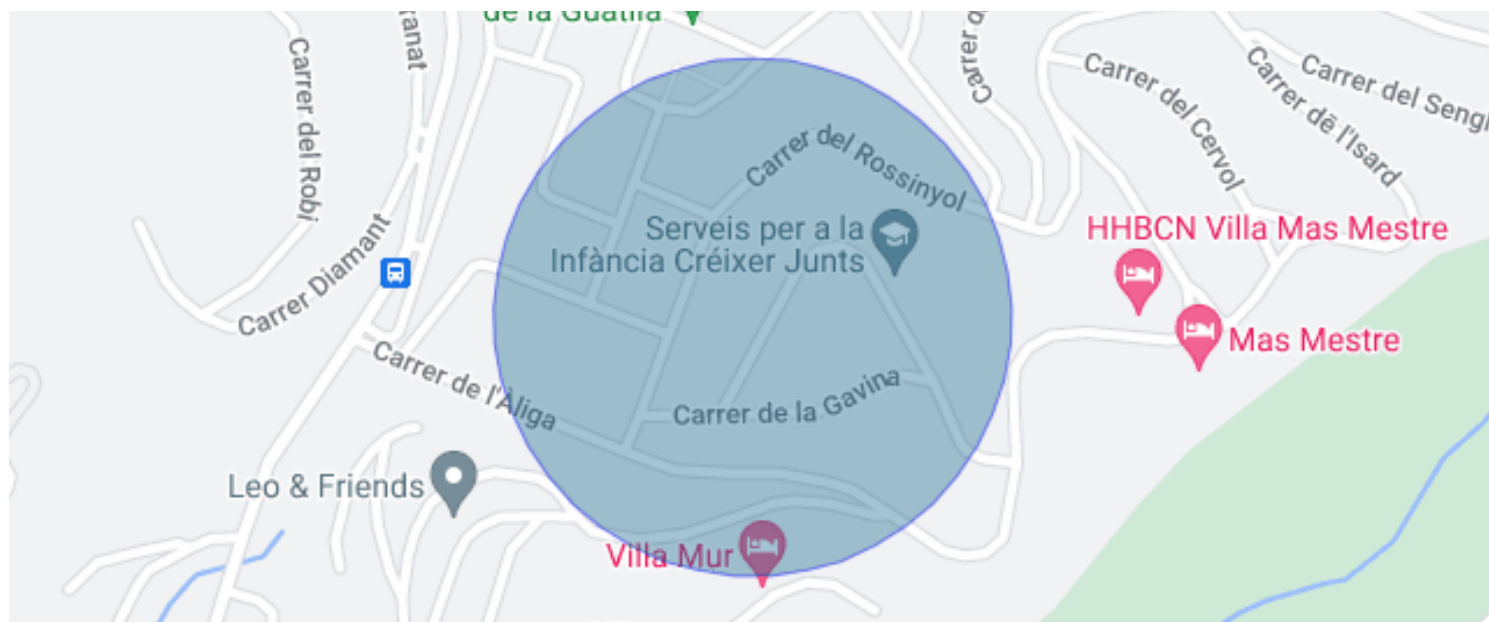 de la Guatlla
Carrer del Robi
ranat
Carrer d
Carrer del Cervol
Carrer de l'Isard
Carrer del Sengl
Carrer del Rossinyol
Carrer Diamant
Serveis per a la
Infància Créixer Junts
HHBCN Villa Mas Mestre
Mas Mestre
Carrer de l'Àliga
Carrer de la Gavina
Leo & Friends
Villa Mur